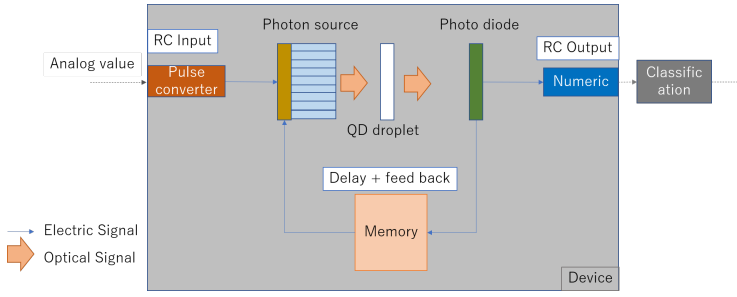 Photon source
Photo diode
RC Input
RC Output
Analog value
Pulse
converter
Numeric
Classific
ation
QD droplet
Delay + feed back
Memory
Electric Signal
Optical Signal
Device